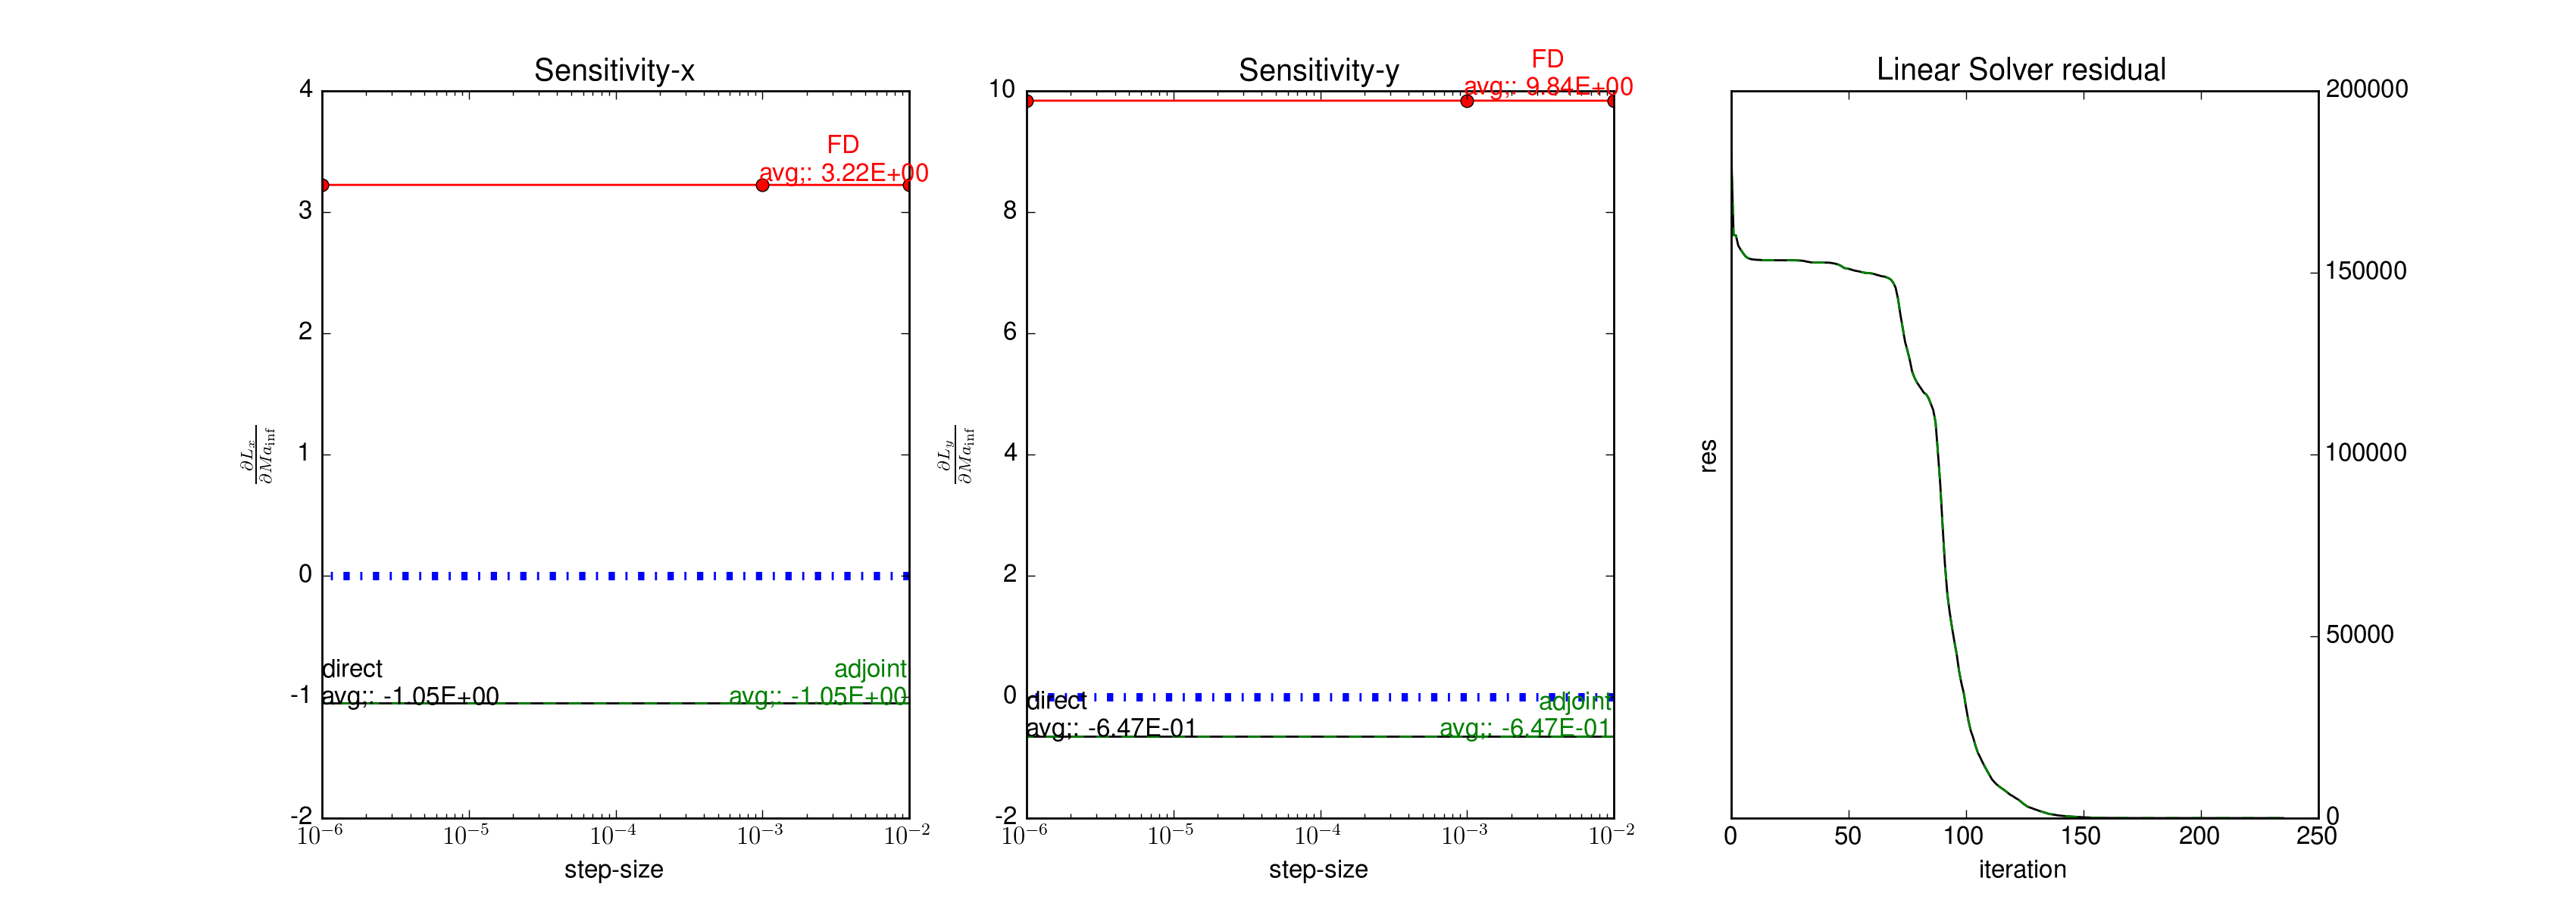 Sensitivity-x
4
3
2
1
0
-1
-2
FD
avg;: 3.22E+00
direct
avg;: -1.05E+00
adjoint
avg;: -1.05E+00
∂L_x/∂Ma_inf
10^-6 10^-5 10^-4 10^-3 10^-2
step-size
Sensitivity-y
10
8
6
4
2
0
-2
FD
avg;: 9.84E+00
direct
avg;: -6.47E-01
adjoint
avg;: -6.47E-01
∂L_y/∂Ma_inf
10^-6 10^-5 10^-4 10^-3 10^-2
step-size
Linear Solver residual
200000
150000
100000
50000
0
res
0 50 100 150 200 250
iteration